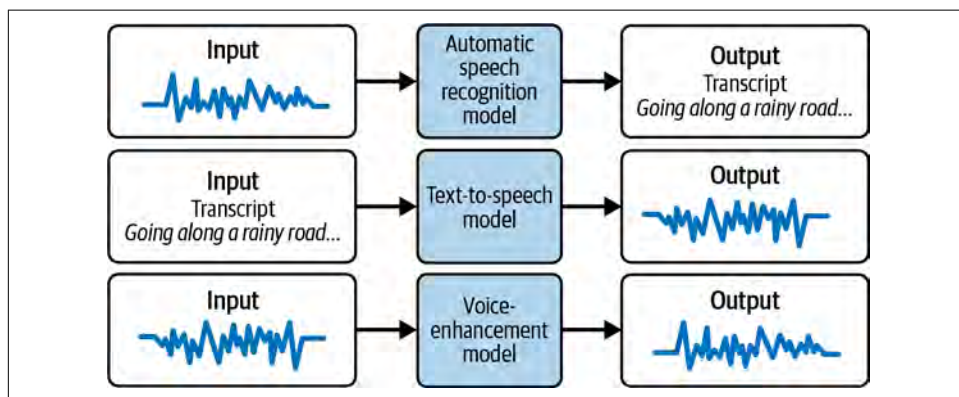 Input
Automatic
speech
recognition
model
Output
Transcript
Going along a rainy road...
Input
Transcript
Going along a rainy road...
Text-to-speech
model
Output
Input
Voice-
enhancement
model
Output